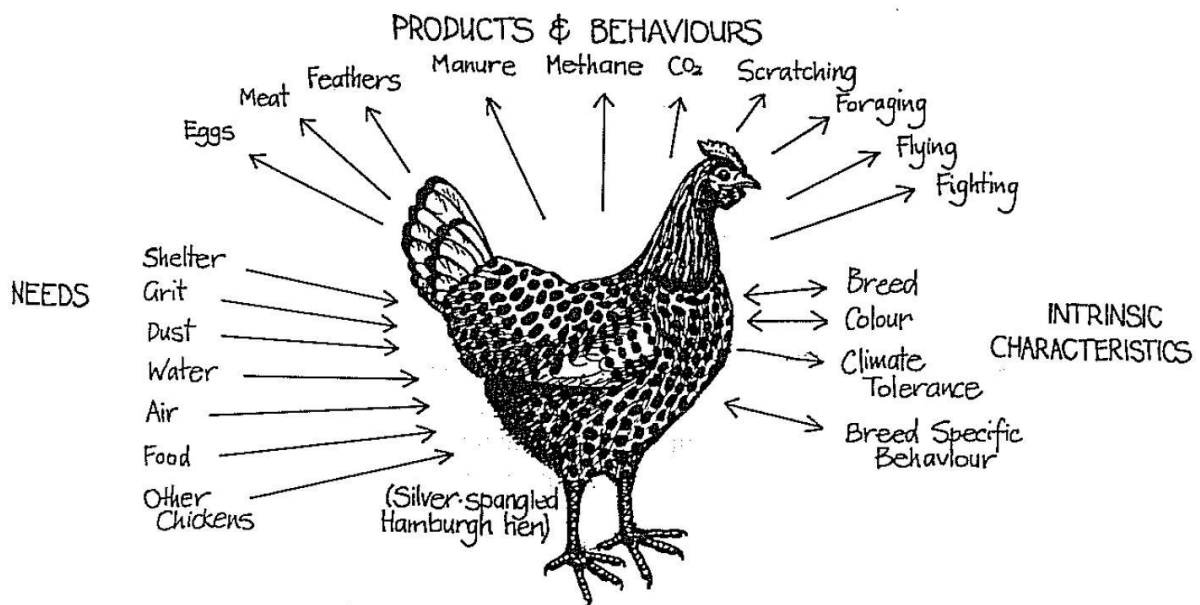 PRODUCTS & BEHAVIOURS
Eggs
Meat
Feathers
Manure
Methane
CO₂
Scratching
Foraging
Flying
Fighting
NEEDS
Shelter
Grit
Dust
Water
Air
Food
Other
Chickens
(Silver-spangled
Hamburgh hen)
Breed
Colour
Climate
Tolerance
Breed Specific
Behaviour
INTRINSIC
CHARACTERISTICS